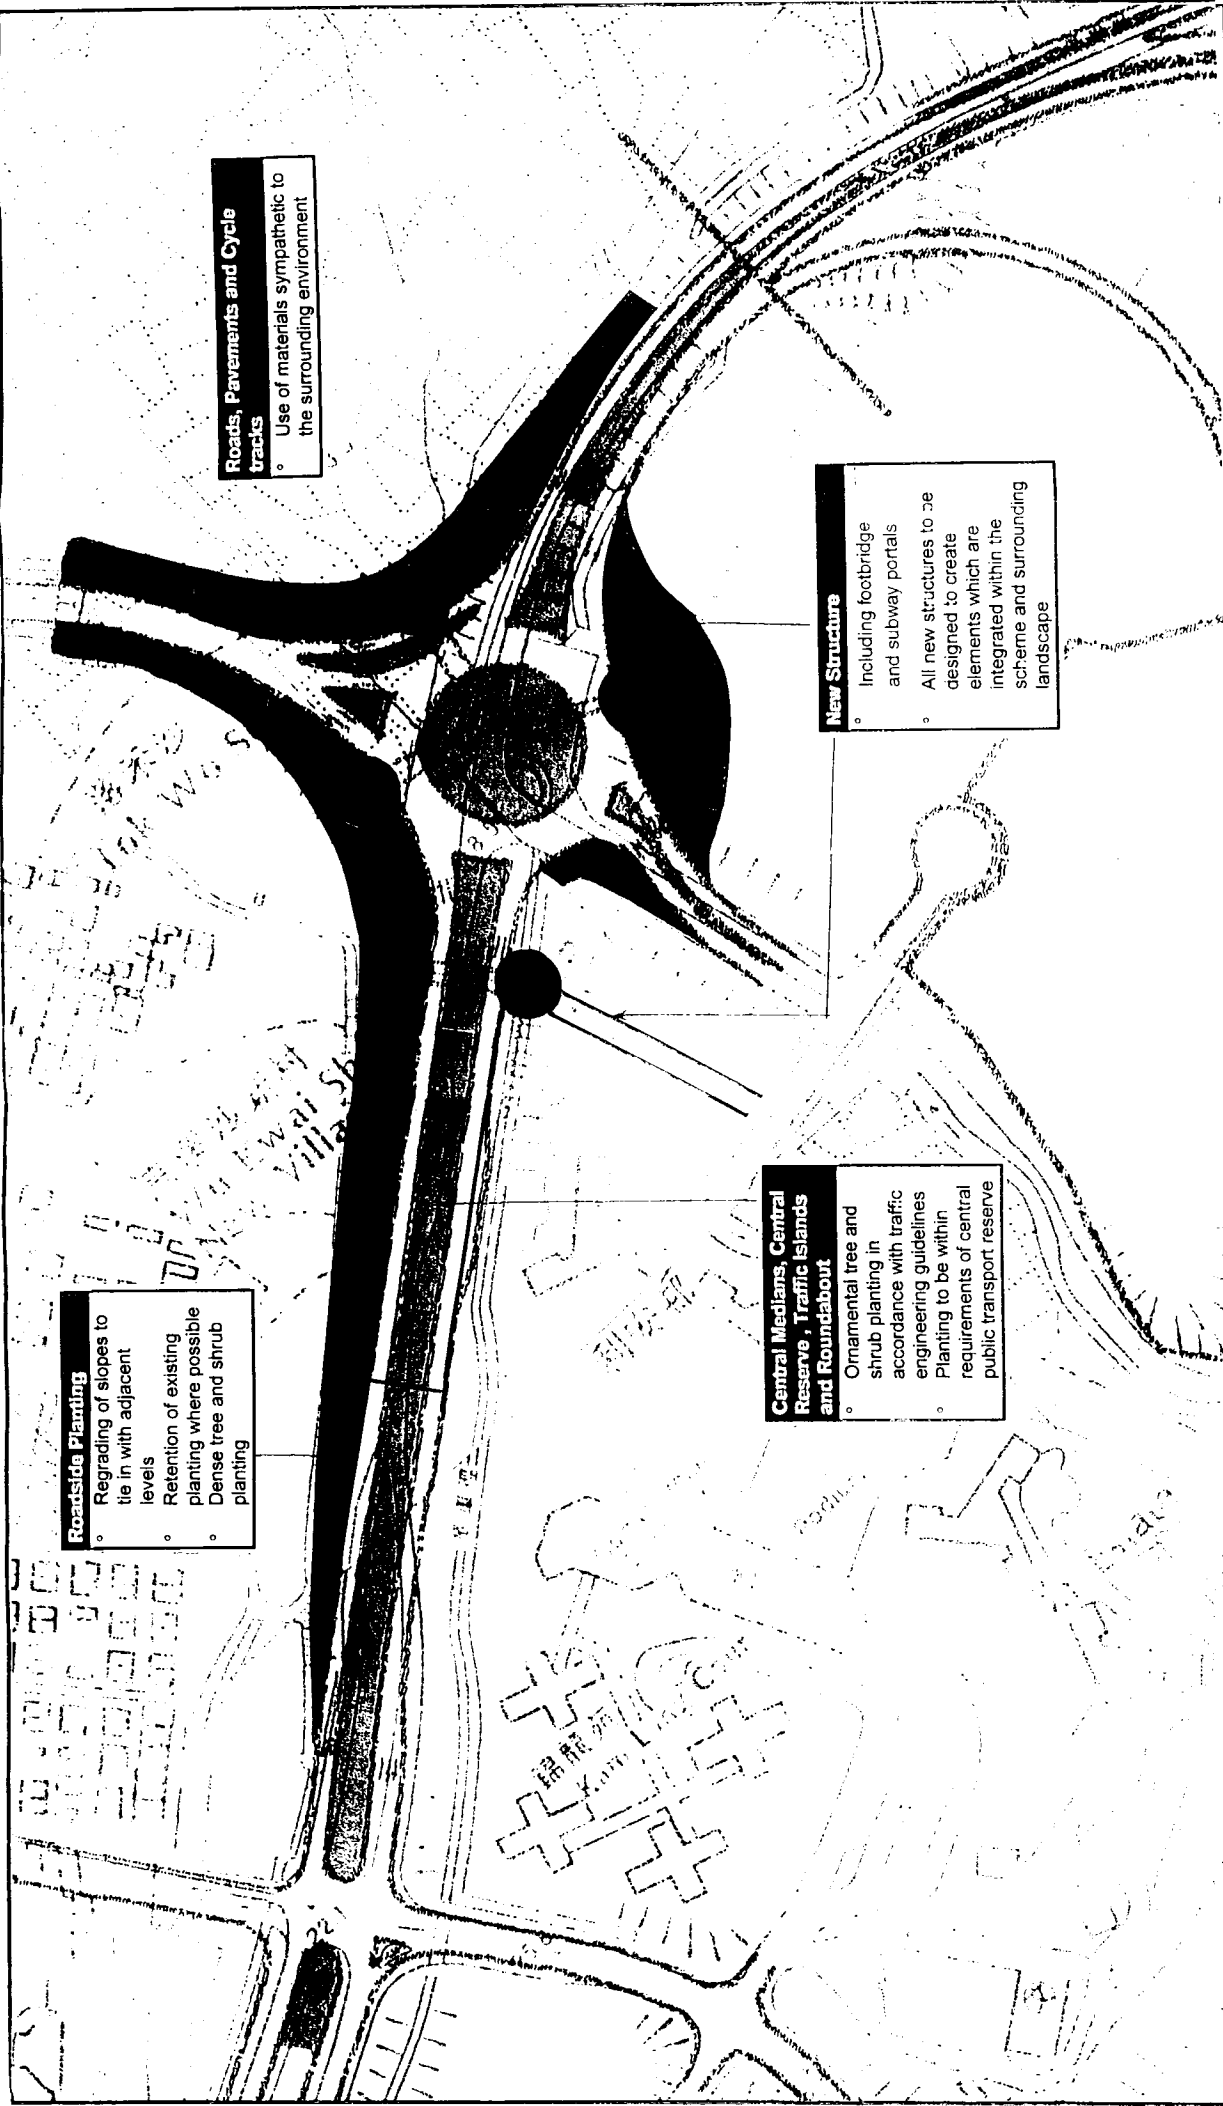 Roadside Planting
° Regrading of slopes to
tie in with adjacent
levels
° Retention of existing
planting where possible
° Dense tree and shrub
planting
Roads, Pavements and Cycle
tracks
° Use of materials sympathetic to
the surrounding environment
Central Medians, Central
Reserve , Traffic Islands
and Roundabout
° Ornamental tree and
shrub planting in
accordance with traffic
engineering guidelines
° Planting to be within
requirements of central
public transport reserve
New Structure
° Including footbridge
and subway portals
° All new structures to be
designed to create
elements which are
integrated within the
scheme and surrounding
landscape